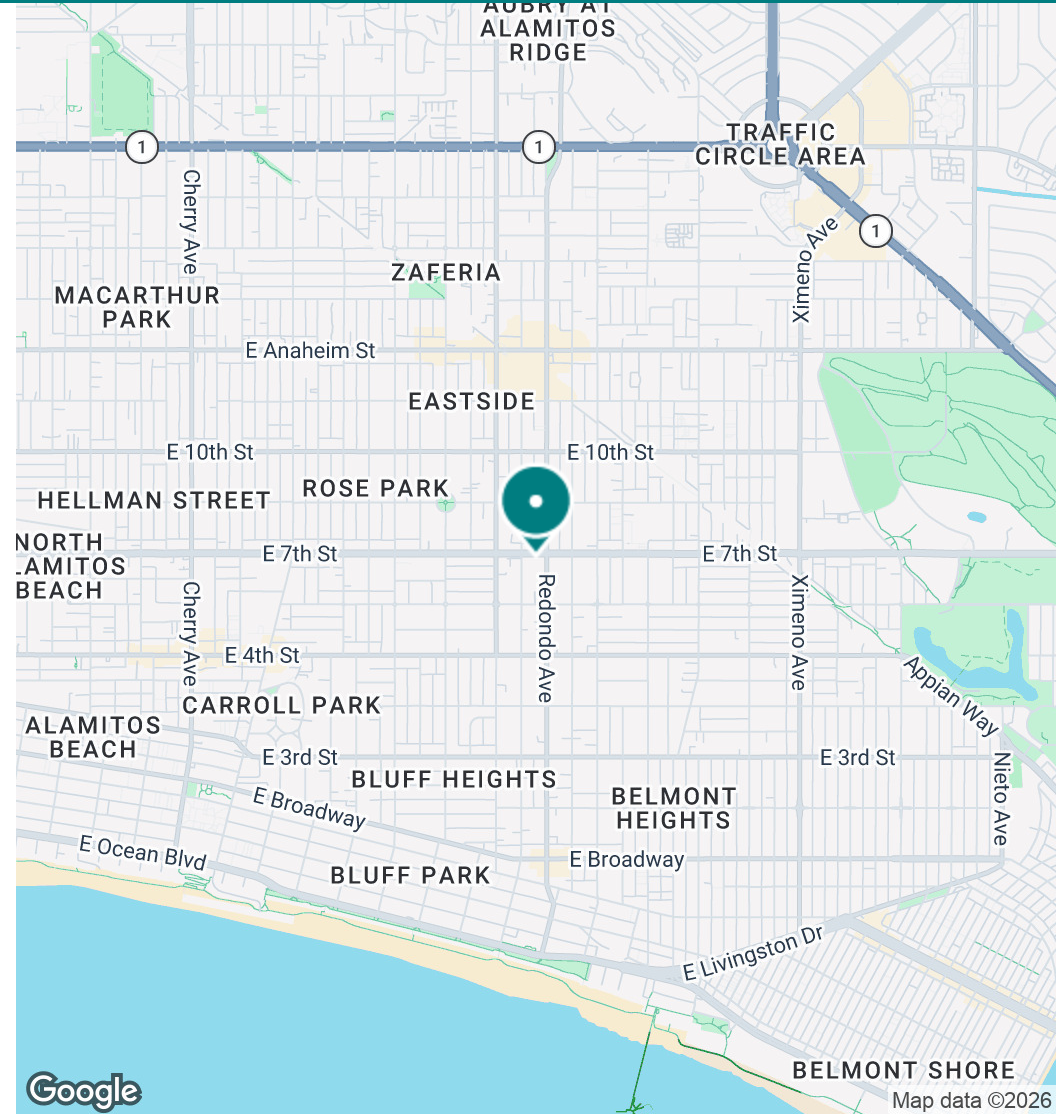 AUBRY AT
ALAMITOS
RIDGE
1
1
TRAFFIC
CIRCLE AREA
Cherry Ave
1
Ximeno Ave
ZAFERIA
MACARTHUR
PARK
E Anaheim St
EASTSIDE
E 10th St
E 10th St
ROSE PARK
HELLMAN STREET
NORTH
LAMITOS
BEACH
E 7th St
E 7th St
Cherry Ave
Redondo Ave
Ximeno Ave
E 4th St
Appian Way
CARROLL PARK
ALAMITOS
BEACH
E 3rd St
E 3rd St
Nieto Ave
BLUFF HEIGHTS
BELMONT
HEIGHTS
E Broadway
E Ocean Blvd
E Broadway
BLUFF PARK
E Livingston Dr
BELMONT SHORE
Google
Map data ©2026